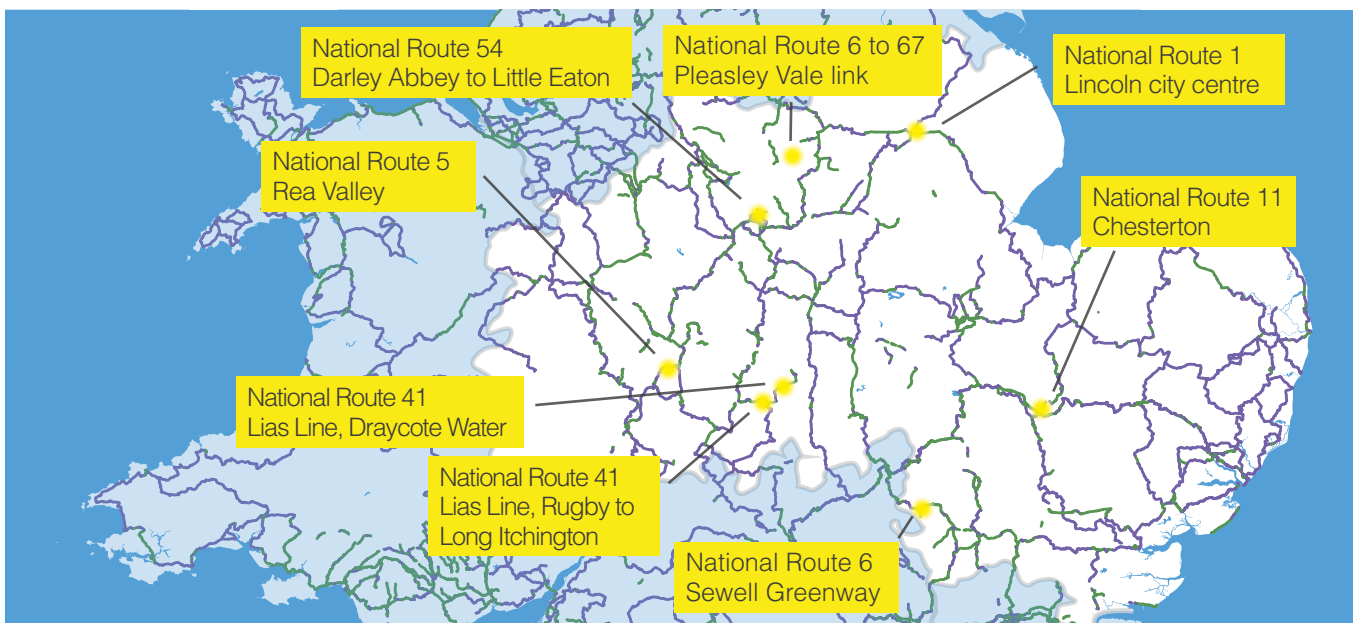 National Route 54
Darley Abbey to Little Eaton
National Route 6 to 67
Pleasley Vale link
National Route 1
Lincoln city centre
National Route 5
Rea Valley
National Route 11
Chesterton
National Route 41
Lias Line, Draycote Water
National Route 41
Lias Line, Rugby to
Long Itchington
National Route 6
Sewell Greenway